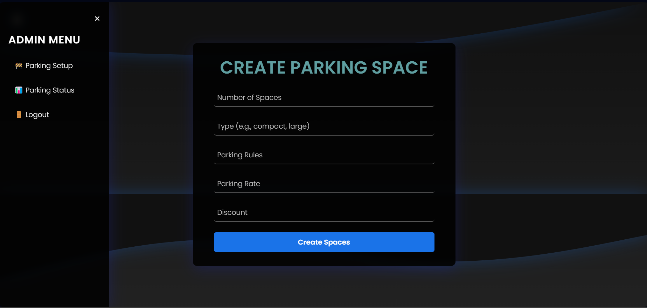 ×
ADMIN MENU
🚧 Parking Setup
📊 Parking Status
🚪 Logout
CREATE PARKING SPACE
Number of Spaces
Type (e.g., compact, large)
Parking Rules
Parking Rate
Discount
Create Spaces